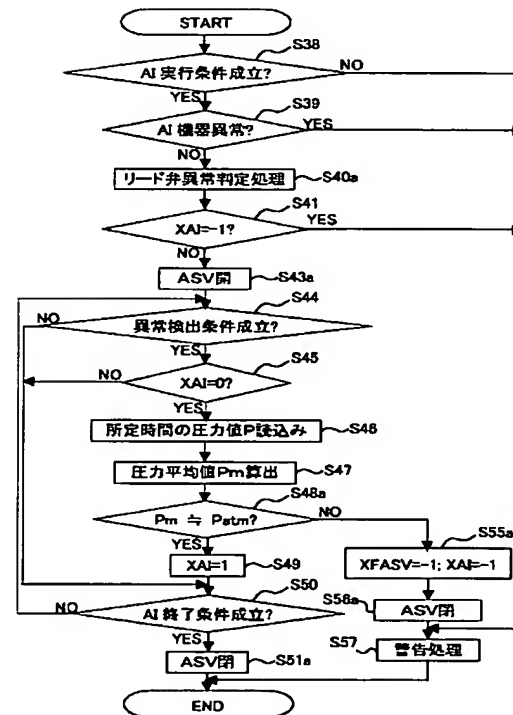 START
S38
AI 実行条件成立?
NO
YES
S39
AI 機器異常?
YES
NO
リード弁異常判定処理
S40a
S41
XAI=-1?
YES
NO
ASV開
S43a
S44
異常検出条件成立?
NO
YES
S45
XAI=0?
NO
YES
所定時間の圧力値P読込み
S46
圧力平均値Pm算出
S47
S48a
Pm ≒ Patm?
NO
YES
S55a
XFASV=-1; XAI=-1
XAI=1
S49
S50
S56a
ASV閉
AI 終了条件成立?
NO
YES
S57
警告処理
ASV閉
S51a
END